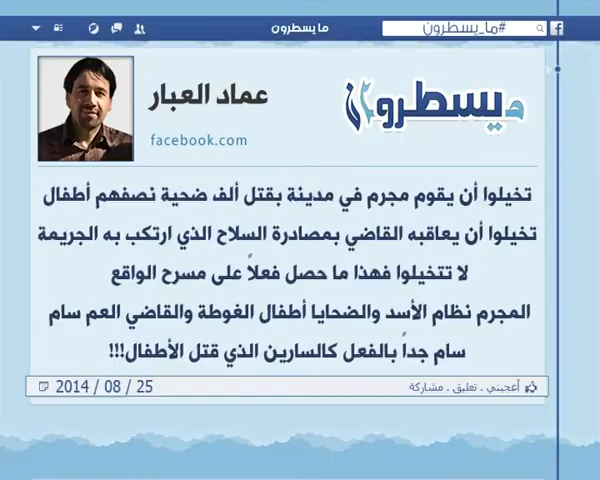 ما يسطرون
#ما_يسطرون
ما يسطرون
عماد العبار
facebook.com
تخيلوا أن يقوم مجرم في مدينة بقتل ألف ضحية نصفهم أطفال
تخيلوا أن يعاقبه القاضي بمصادرة السلاح الذي ارتكب به الجريمة
لا تتخيلوا فهذا ما حصل فعلاً على مسرح الواقع
المجرم نظام الأسد والضحايا أطفال الغوطة والقاضي العم سام
سام جداً بالفعل كالسارين الذي قتل الأطفال!!!
أعجبني . تعليق . مشاركة
25 / 08 / 2014